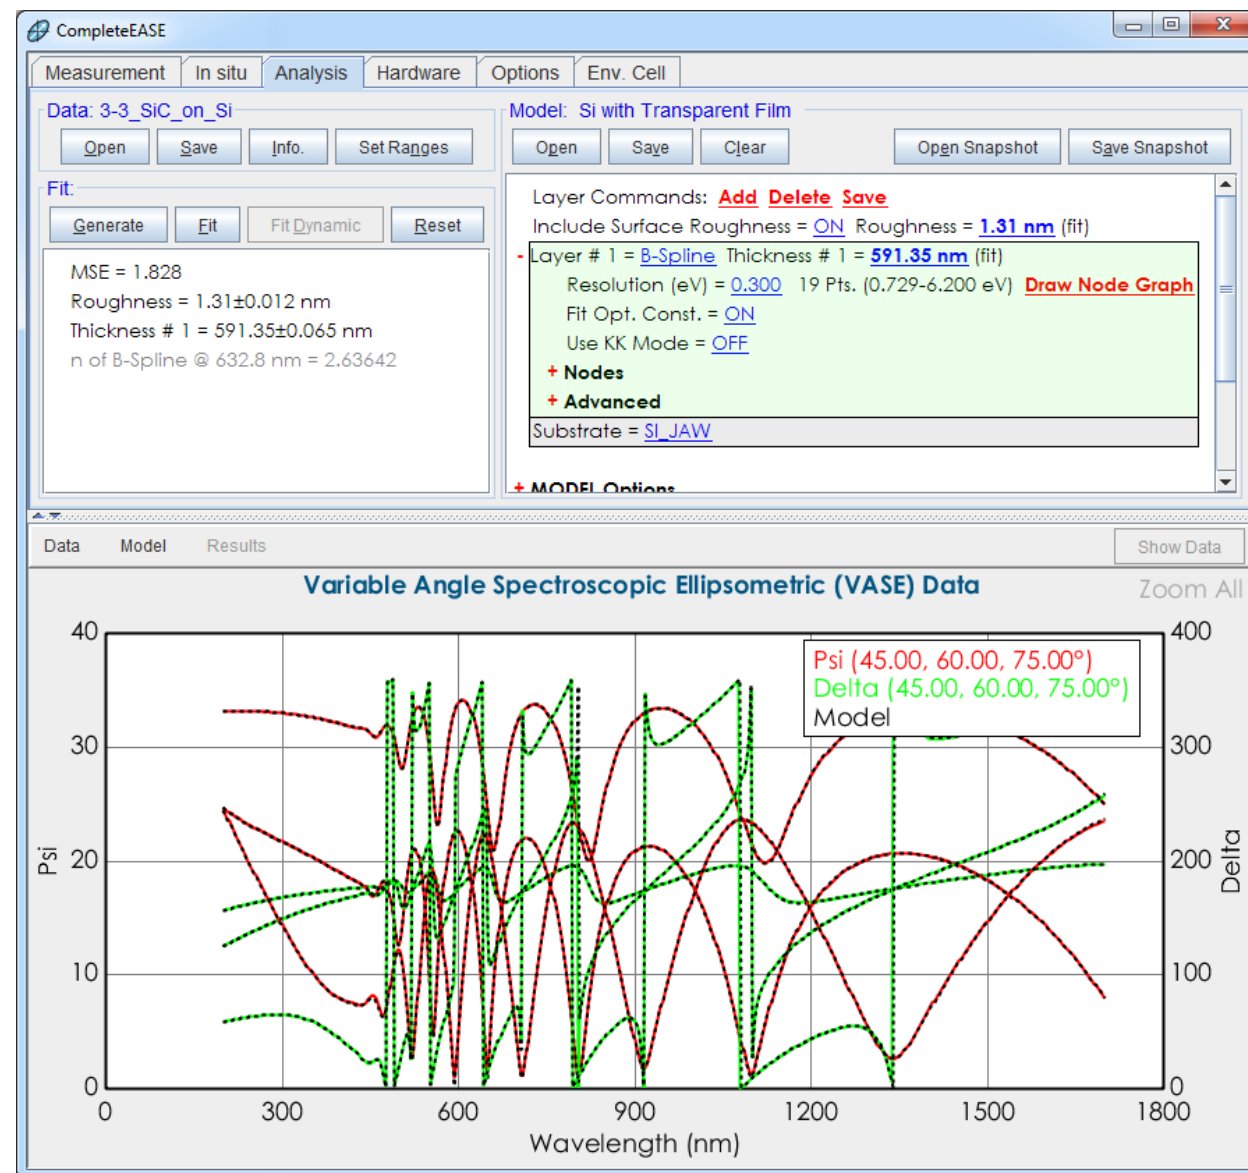 CompleteEASE
Measurement In situ Analysis Hardware Options Env. Cell
Data: 3-3_SiC_on_Si
Open Save Info. Set Ranges
Fit:
Generate Fit Fit Dynamic Reset
MSE = 1.828
Roughness = 1.31±0.012 nm
Thickness # 1 = 591.35±0.065 nm
n of B-Spline @ 632.8 nm = 2.63642
Model: Si with Transparent Film
Open Save Clear Open Snapshot Save Snapshot
Layer Commands: Add Delete Save
Include Surface Roughness = ON Roughness = 1.31 nm (fit)
- Layer # 1 = B-Spline Thickness # 1 = 591.35 nm (fit)
Resolution (eV) = 0.300 19 Pts. (0.729-6.200 eV) Draw Node Graph
Fit Opt. Const. = ON
Use KK Mode = OFF
+ Nodes
+ Advanced
Substrate = SI_JAW
+ MODEL Options
Data Model Results Show Data
Variable Angle Spectroscopic Ellipsometric (VASE) Data
Zoom All
Psi (45.00, 60.00, 75.00°)
Delta (45.00, 60.00, 75.00°)
Model
40
30
20
10
0
Psi
400
300
200
100
0
Delta
0 300 600 900 1200 1500 1800
Wavelength (nm)